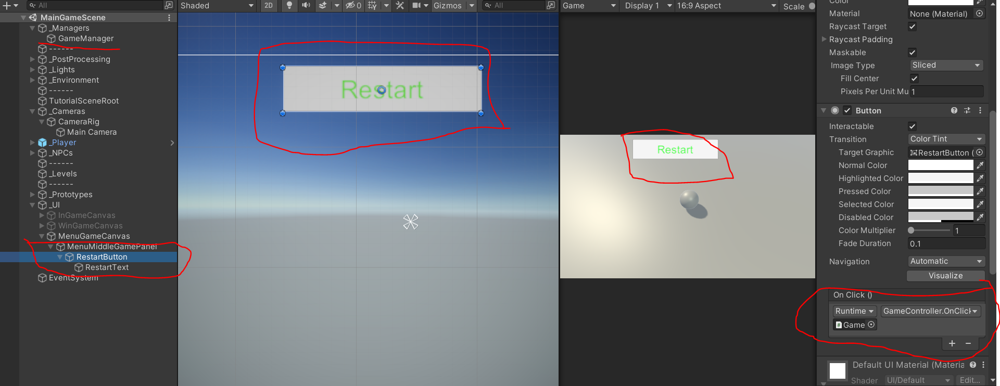 All
MainGameScene
_Managers
GameManager
------
_PostProcessing
_Lights
_Environment
------
TutorialSceneRoot
_Cameras
CameraRig
Main Camera
_Player
_NPCs
------
_Levels
------
_Prototypes
_UI
InGameCanvas
WinGameCanvas
MenuGameCanvas
MenuMiddleGamePanel
RestartButton
RestartText
EventSystem
Shaded 2D 0 Gizmos All
Restart
Game Display 1 16:9 Aspect Scale
Restart
Color
Material None (Material)
Raycast Target
Raycast Padding
Maskable
Image Type Sliced
Fill Center
Pixels Per Unit Mu 1
Button
Interactable
Transition Color Tint
Target Graphic RestartButton (
Normal Color
Highlighted Color
Pressed Color
Selected Color
Disabled Color
Color Multiplier 1
Fade Duration 0.1
Navigation Automatic
Visualize
On Click ()
Runtime GameController.OnClick
Game
+ −
Default UI Material (Materia
Shader UI/Default Edit...